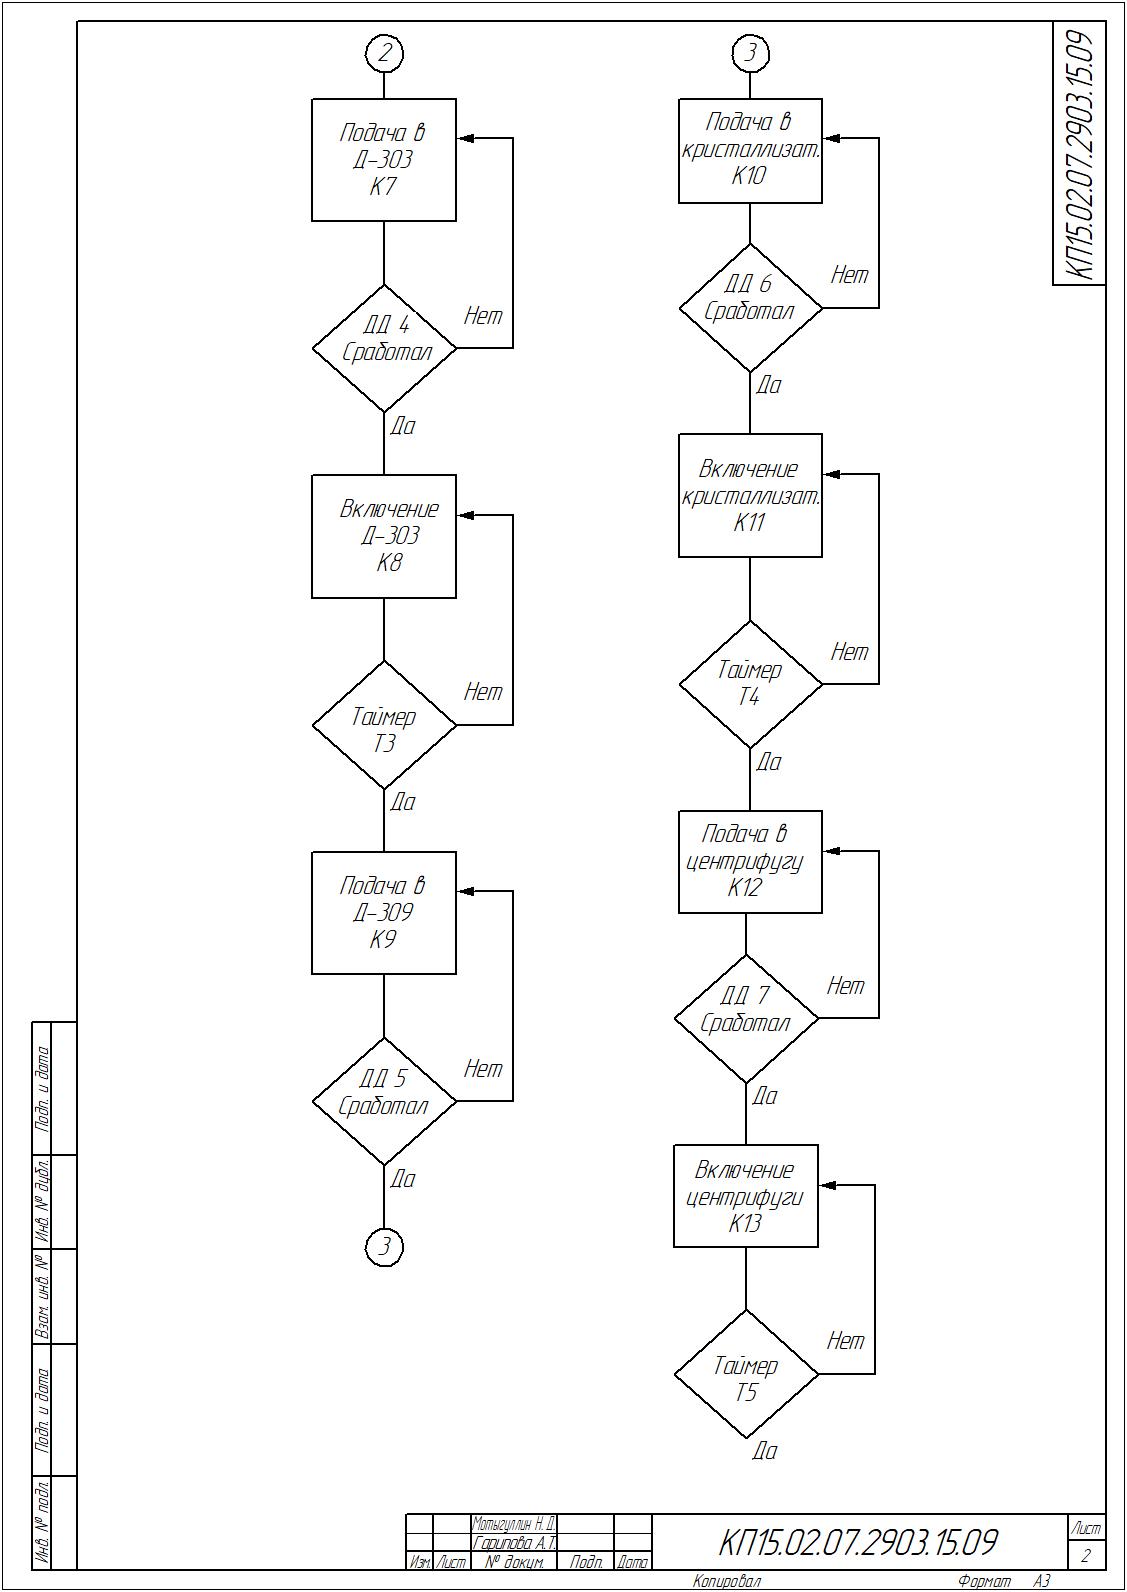 КП15.02.07.2903.15.09
2
Подача в
Д-303
К7
Нет
ДД 4
Сработал
Да
Включение
Д-303
К8
Нет
Таймер
Т3
Да
Подача в
Д-309
К9
Нет
ДД 5
Сработал
Да
3
3
Подача в
кристаллизат.
К10
Нет
ДД 6
Сработал
Да
Включение
кристаллизат.
К11
Нет
Таймер
Т4
Да
Подача в
центрифугу
К12
Нет
ДД 7
Сработал
Да
Включение
центрифуги
К13
Нет
Таймер
Т5
Да
Подп. и дата
Инв. № дубл.
Взам. инв. №
Подп. и дата
Инв. № подл.
Мотыгуллин Н. Д.
Гарипова А.Т.
Изм. Лист № докум. Подп. Дата
КП15.02.07.2903.15.09
Лист
2
Копировал Формат А3